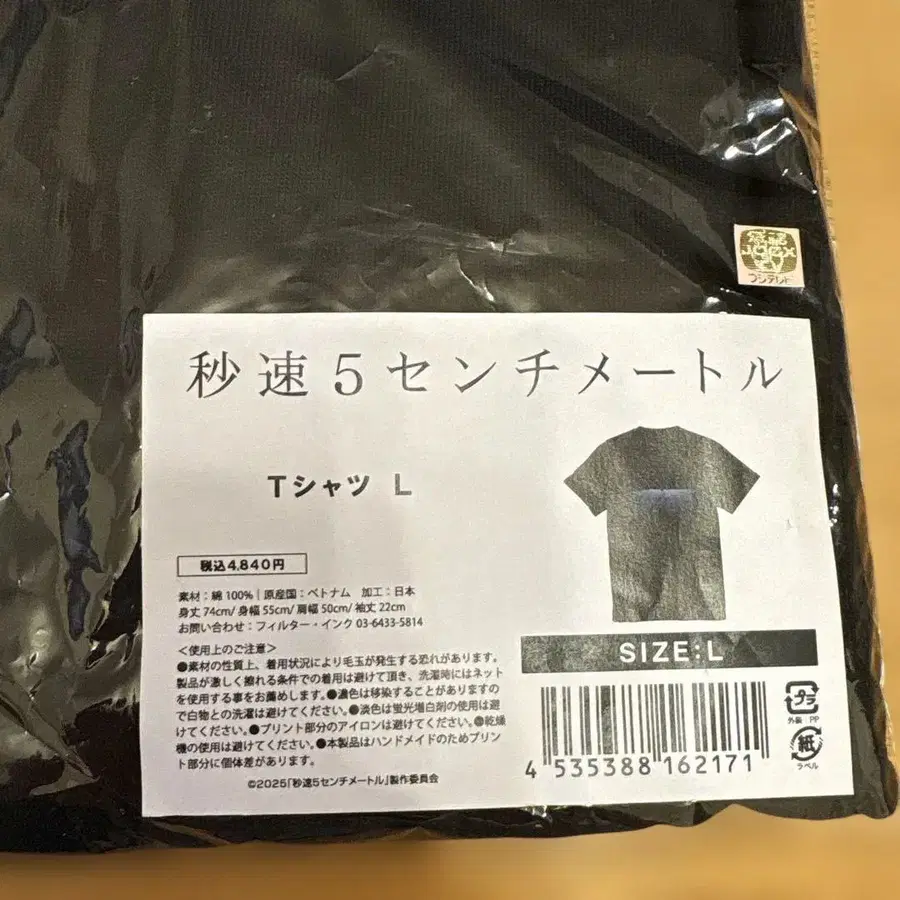 フジテレビ
秒速5センチメートル
Tシャツ L
税込4,840円
素材：綿 100%｜原産国：ベトナム 加工：日本
身丈 74cm/ 身幅 55cm/ 肩幅 50cm/ 袖丈 22cm
お問い合わせ：フィルター・インク 03-6433-5814
＜使用上のご注意＞
●素材の性質上、着用状況により毛玉が発生する恐れがあります。
製品が激しく擦れる条件での着用は避けて頂き、洗濯時にはネット
を使用する事をお薦めします。●濃色は移染することがありますの
で白物との洗濯は避けてください。●淡色は蛍光増白剤の使用は避
けてください。●プリント部分のアイロンは避けてください。●乾燥
機の使用は避けてください。●本製品はハンドメイドのためプリン
ト部分に個体差があります。
©2025「秒速5センチメートル」製作委員会
SIZE:L
4 535388 162171
プラ
外装：PP
紙
ラベル